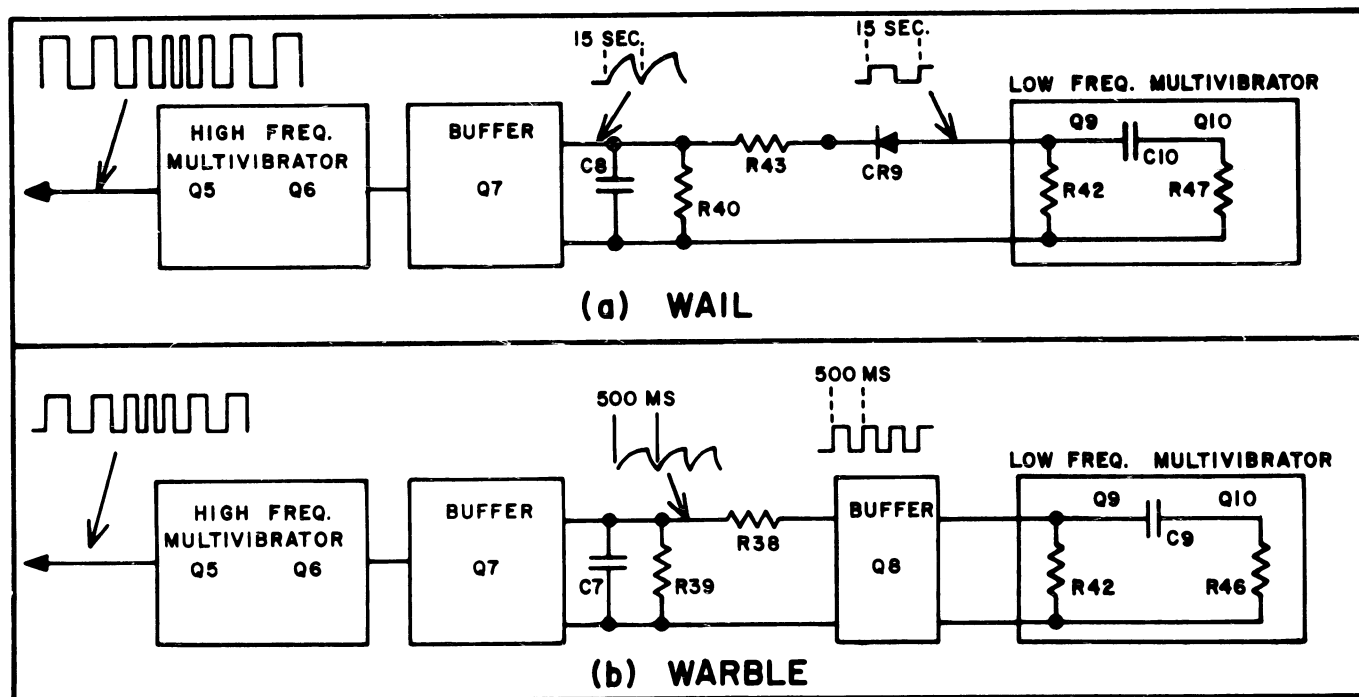 15 SEC.
15 SEC.
LOW FREQ. MULTIVIBRATOR
HIGH FREQ.
MULTIVIBRATOR
Q5 Q6
BUFFER
Q7
C8
R40
R43
CR9
Q9 Q10
C10
R42 R47
(a) WAIL
500 MS
500 MS
LOW FREQ. MULTIVIBRATOR
HIGH FREQ.
MULTIVIBRATOR
Q5 Q6
BUFFER
Q7
C7
R39
R38
BUFFER
Q8
Q9 Q10
C9
R42 R46
(b) WARBLE